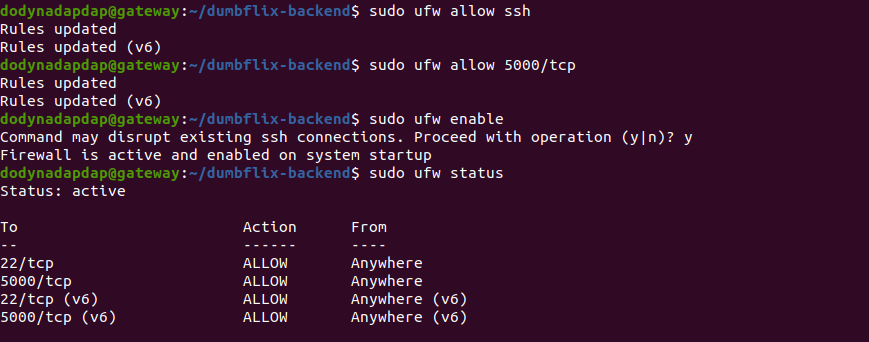 dodynadapdap@gateway:~/dumbflix-backend$ sudo ufw allow ssh
Rules updated
Rules updated (v6)
dodynadapdap@gateway:~/dumbflix-backend$ sudo ufw allow 5000/tcp
Rules updated
Rules updated (v6)
dodynadapdap@gateway:~/dumbflix-backend$ sudo ufw enable
Command may disrupt existing ssh connections. Proceed with operation (y|n)? y
Firewall is active and enabled on system startup
dodynadapdap@gateway:~/dumbflix-backend$ sudo ufw status
Status: active

To                         Action      From
--                         ------      ----
22/tcp                     ALLOW       Anywhere
5000/tcp                   ALLOW       Anywhere
22/tcp (v6)                ALLOW       Anywhere (v6)
5000/tcp (v6)              ALLOW       Anywhere (v6)